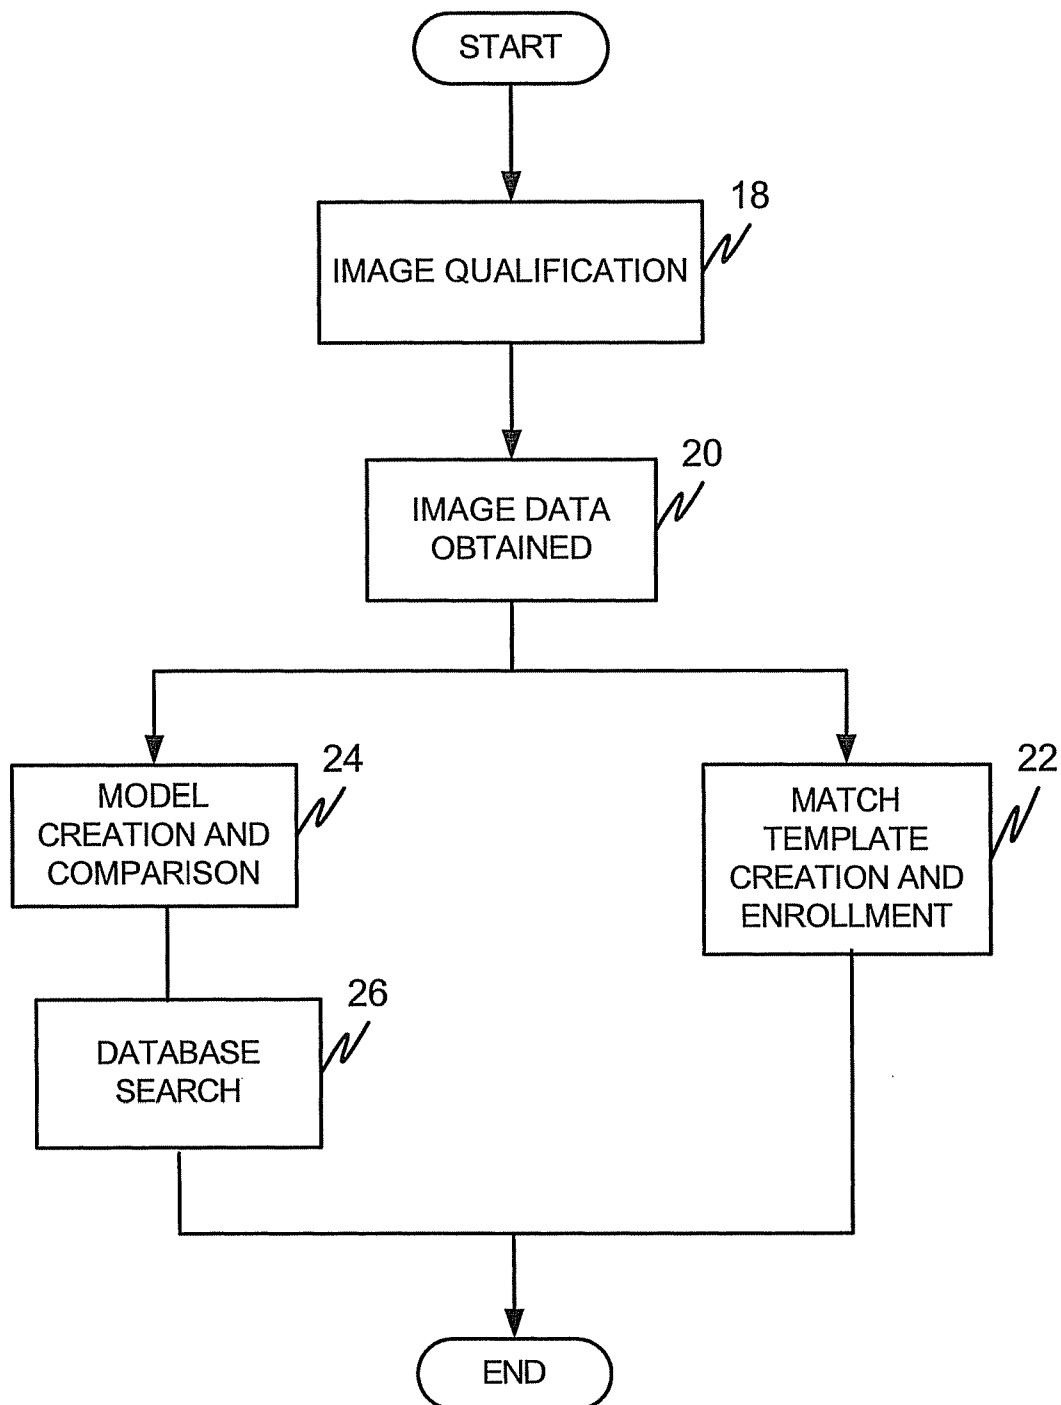 START
18
IMAGE QUALIFICATION
20
IMAGE DATA
OBTAINED
24
MODEL
CREATION AND
COMPARISON
22
MATCH
TEMPLATE
CREATION AND
ENROLLMENT
26
DATABASE
SEARCH
END